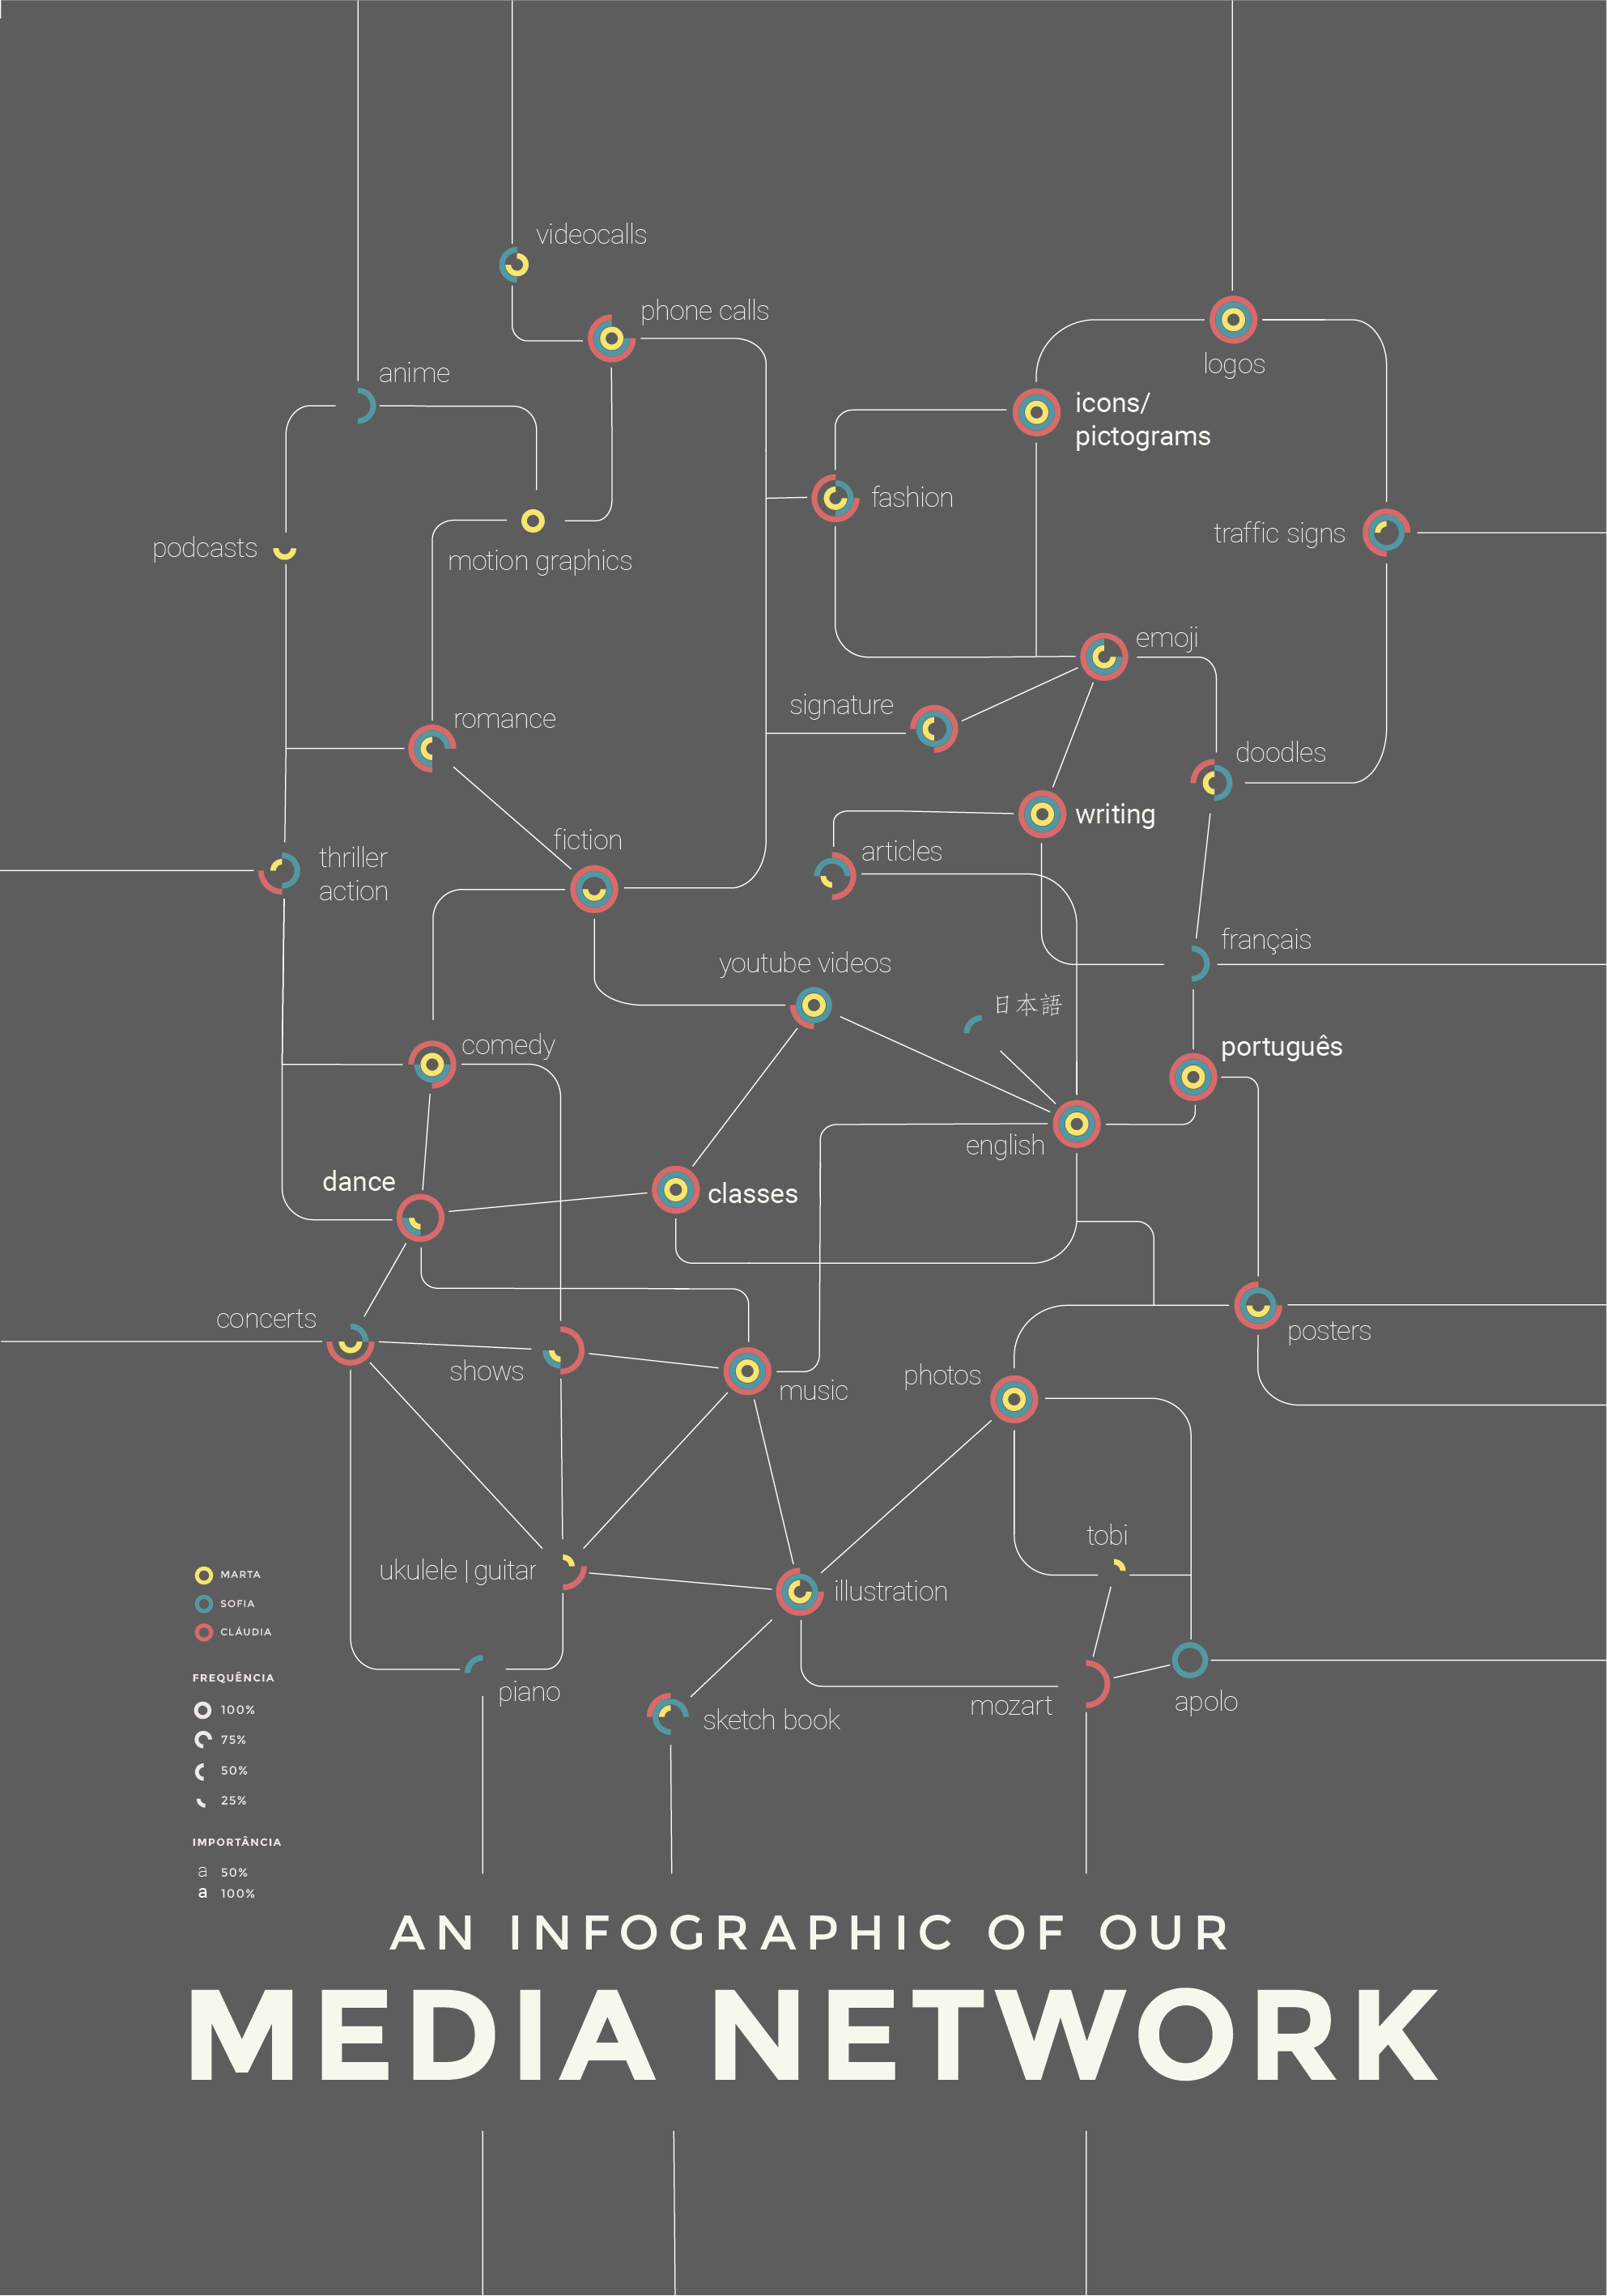 videocalls
phone calls
logos
anime
icons/
pictograms
fashion
traffic signs
podcasts
motion graphics
emoji
signature
romance
doodles
writing
fiction
articles
thriller
action
français
youtube videos
日本語
comedy
português
english
dance
classes
concerts
posters
shows
music
photos
tobi
ukulele | guitar
illustration
piano
mozart
apolo
sketch book
MARTA
SOFIA
CLÁUDIA
FREQUÊNCIA
100%
75%
50%
25%
IMPORTÂNCIA
a 50%
a 100%
AN INFOGRAPHIC OF OUR
MEDIA NETWORK